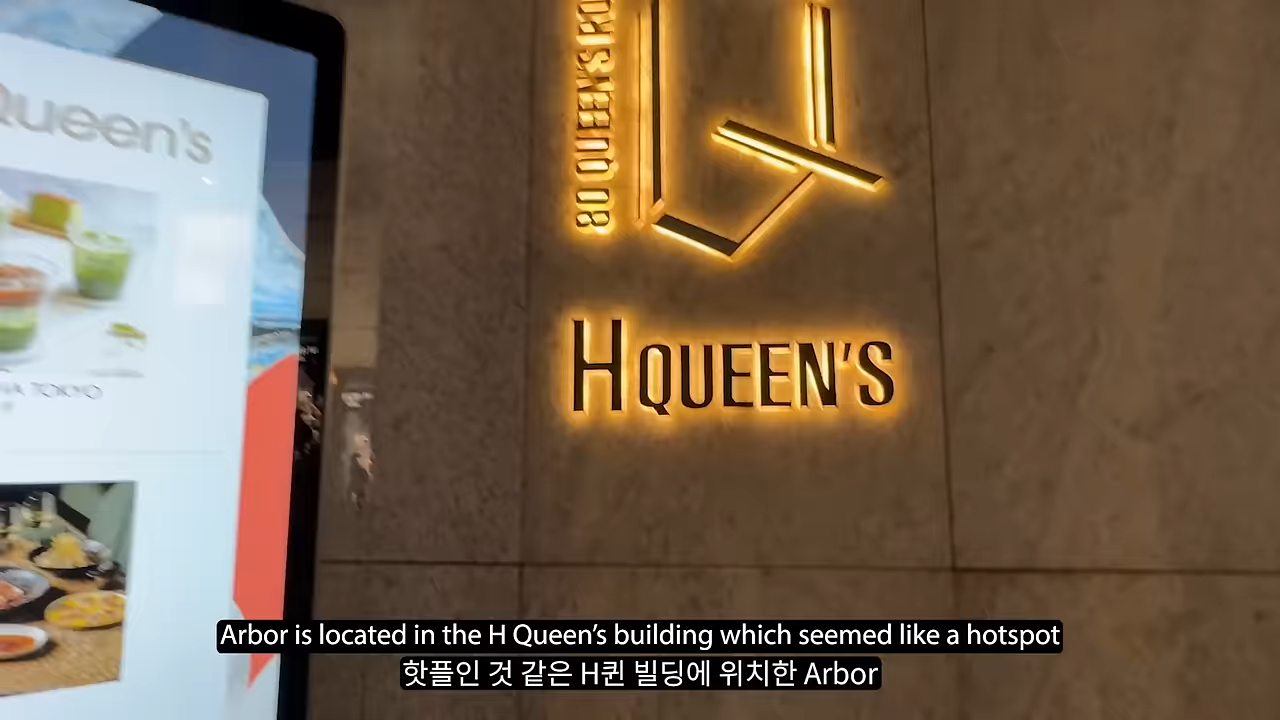 Queen's
TOKYO
80 QUEEN'S
H QUEEN'S
Arbor is located in the H Queen's building which seemed like a hotspot
핫플인 것 같은 H퀸 빌딩에 위치한 Arbor